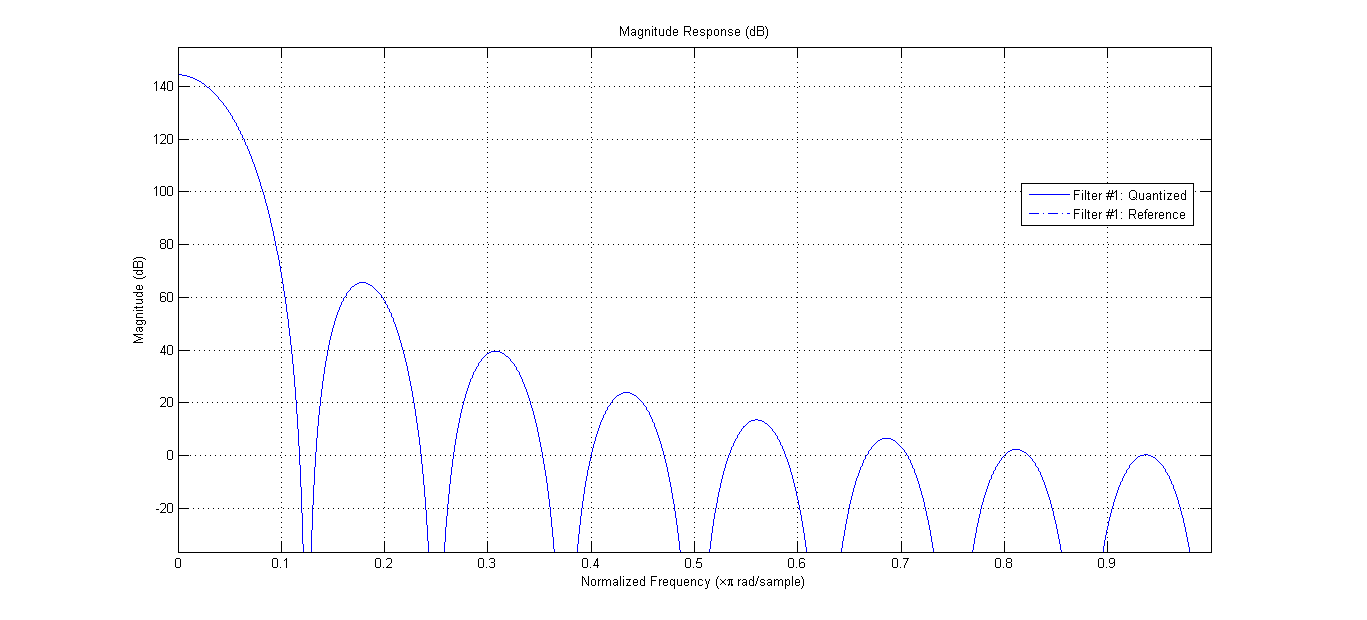 Magnitude Response (dB)
Magnitude (dB)
140
120
100
80
60
40
20
0
-20
Filter #1: Quantized
Filter #1: Reference
0 0.1 0.2 0.3 0.4 0.5 0.6 0.7 0.8 0.9
Normalized Frequency (×π rad/sample)